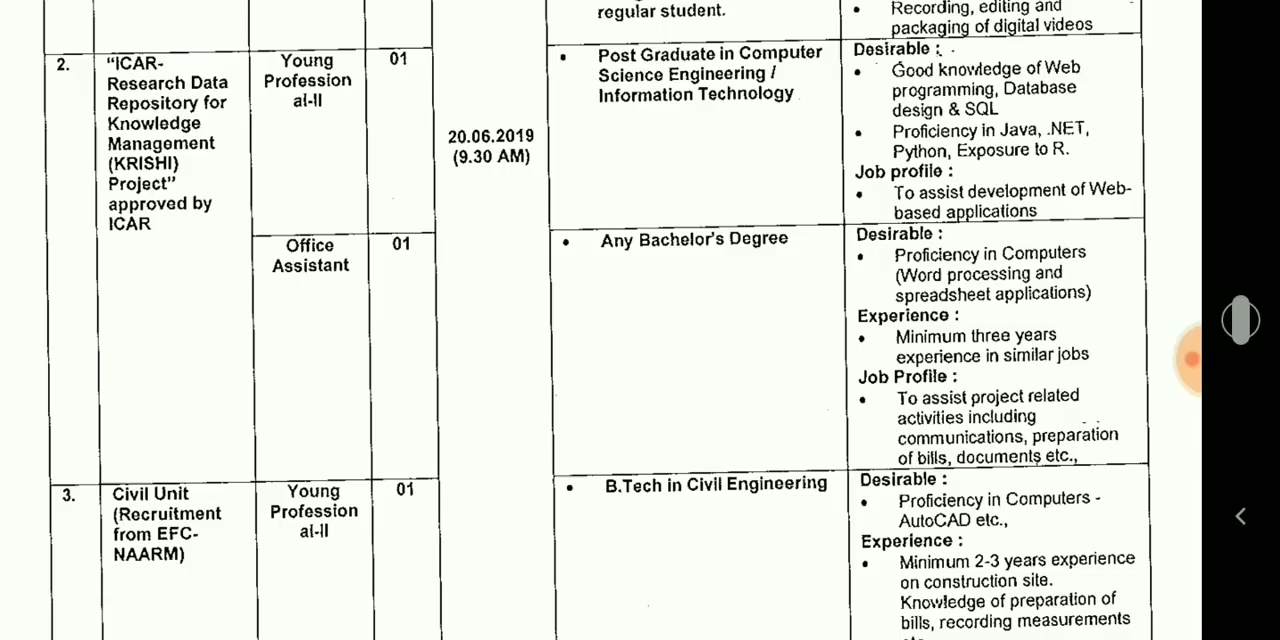 regular student.
Recording, editing and
packaging of digital videos
2.
"ICAR-
Research Data
Repository for
Knowledge
Management
(KRISHI)
Project"
approved by
ICAR
Young
Profession
al-II
01
20.06.2019
(9.30 AM)
• Post Graduate in Computer
Science Engineering /
Information Technology
Desirable :
• Good knowledge of Web
programming, Database
design & SQL
• Proficiency in Java, .NET,
Python, Exposure to R.
Job profile :
• To assist development of Web-
based applications
Office
Assistant
01
• Any Bachelor's Degree
Desirable :
• Proficiency in Computers
(Word processing and
spreadsheet applications)
Experience :
• Minimum three years
experience in similar jobs
Job Profile :
• To assist project related
activities including
communications, preparation
of bills, documents etc.,
3.
Civil Unit
(Recruitment
from EFC-
NAARM)
Young
Profession
al-II
01
• B.Tech in Civil Engineering
Desirable :
• Proficiency in Computers -
AutoCAD etc.,
Experience :
• Minimum 2-3 years experience
on construction site.
Knowledge of preparation of
bills, recording measurements